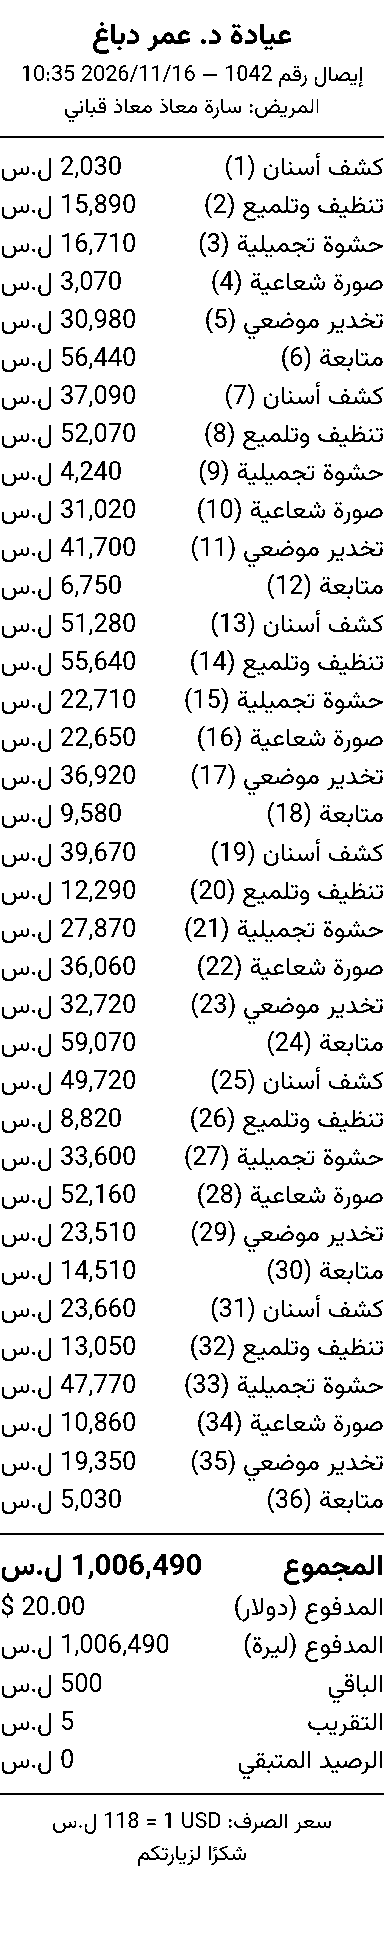 عيادة د. عمر دباغ
إيصال رقم 1042 — 2026/11/16 10:35
المريض: سارة معاذ معاذ قباني
كشف أسنان (1) 2,030 ل.س
تنظيف وتلميع (2) 15,890 ل.س
حشوة تجميلية (3) 16,710 ل.س
صورة شعاعية (4) 3,070 ل.س
تخدير موضعي (5) 30,980 ل.س
متابعة (6) 56,440 ل.س
كشف أسنان (7) 37,090 ل.س
تنظيف وتلميع (8) 52,070 ل.س
حشوة تجميلية (9) 4,240 ل.س
صورة شعاعية (10) 31,020 ل.س
تخدير موضعي (11) 41,700 ل.س
متابعة (12) 6,750 ل.س
كشف أسنان (13) 51,280 ل.س
تنظيف وتلميع (14) 55,640 ل.س
حشوة تجميلية (15) 22,710 ل.س
صورة شعاعية (16) 22,650 ل.س
تخدير موضعي (17) 36,920 ل.س
متابعة (18) 9,580 ل.س
كشف أسنان (19) 39,670 ل.س
تنظيف وتلميع (20) 12,290 ل.س
حشوة تجميلية (21) 27,870 ل.س
صورة شعاعية (22) 36,060 ل.س
تخدير موضعي (23) 32,720 ل.س
متابعة (24) 59,070 ل.س
كشف أسنان (25) 49,720 ل.س
تنظيف وتلميع (26) 8,820 ل.س
حشوة تجميلية (27) 33,600 ل.س
صورة شعاعية (28) 52,160 ل.س
تخدير موضعي (29) 23,510 ل.س
متابعة (30) 14,510 ل.س
كشف أسنان (31) 23,660 ل.س
تنظيف وتلميع (32) 13,050 ل.س
حشوة تجميلية (33) 47,770 ل.س
صورة شعاعية (34) 10,860 ل.س
تخدير موضعي (35) 19,350 ل.س
متابعة (36) 5,030 ل.س
المجموع 1,006,490 ل.س
المدفوع (دولار) 20.00 $
المدفوع (ليرة) 1,006,490 ل.س
الباقي 500 ل.س
التقريب 5 ل.س
الرصيد المتبقي 0 ل.س
سعر الصرف: 1 USD = 118 ل.س
شكرًا لزيارتكم